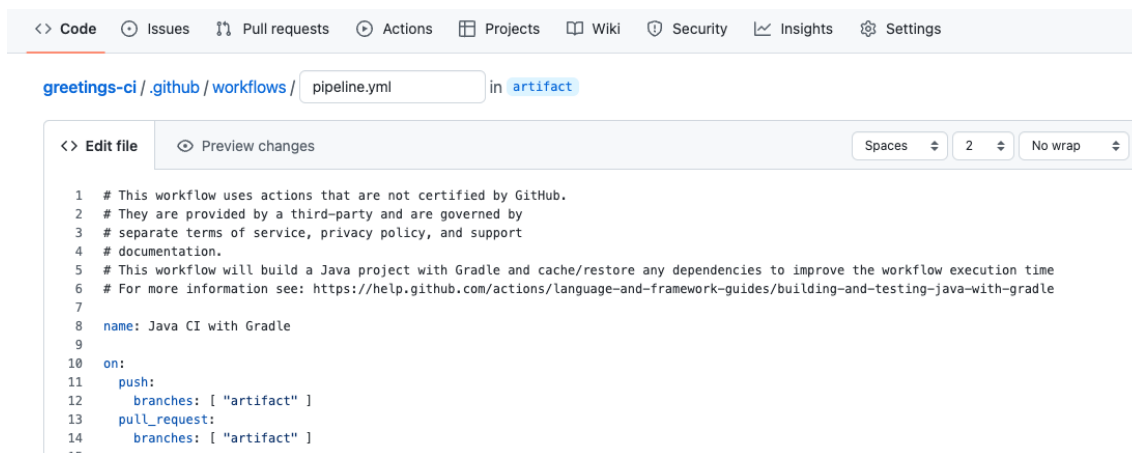 <> Code Issues Pull requests Actions Projects Wiki Security Insights Settings
greetings-ci / .github / workflows / pipeline.yml in artifact
<> Edit file Preview changes Spaces 2 No wrap
1 # This workflow uses actions that are not certified by GitHub.
2 # They are provided by a third-party and are governed by
3 # separate terms of service, privacy policy, and support
4 # documentation.
5 # This workflow will build a Java project with Gradle and cache/restore any dependencies to improve the workflow execution time
6 # For more information see: https://help.github.com/actions/language-and-framework-guides/building-and-testing-java-with-gradle
7
8 name: Java CI with Gradle
9
10 on:
11 push:
12 branches: [ "artifact" ]
13 pull_request:
14 branches: [ "artifact" ]